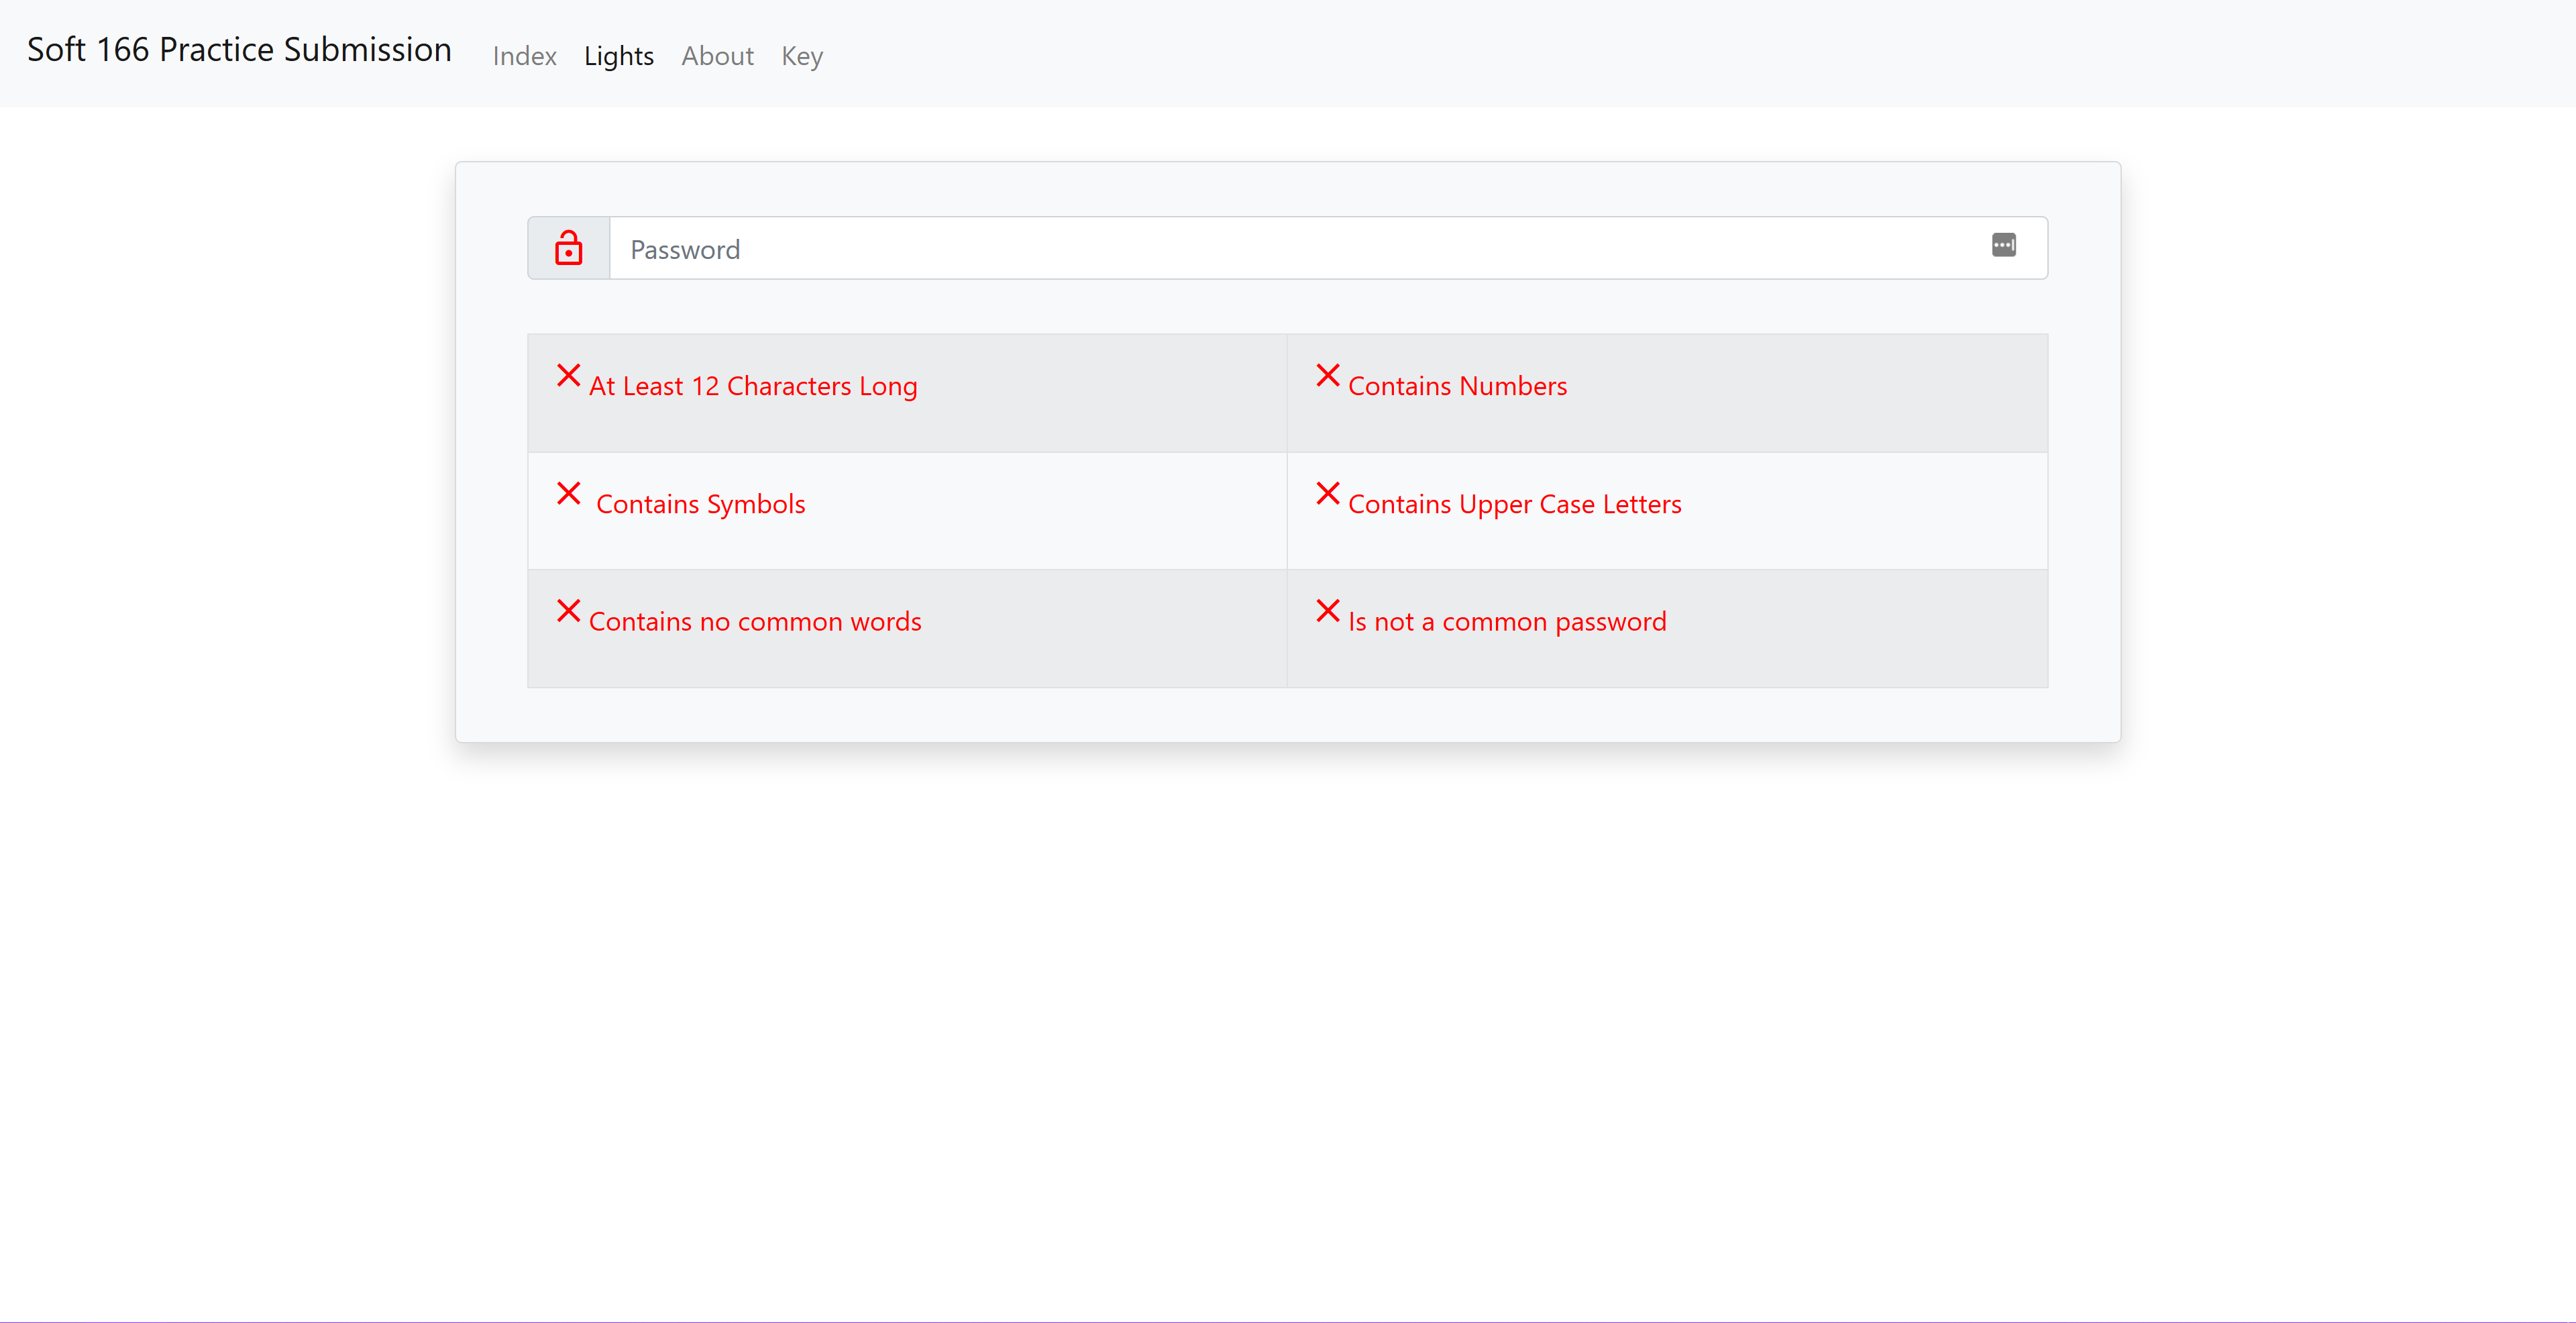 Soft 166 Practice Submission Index Lights About Key
Password
At Least 12 Characters Long Contains Numbers
Contains Symbols Contains Upper Case Letters
Contains no common words Is not a common password